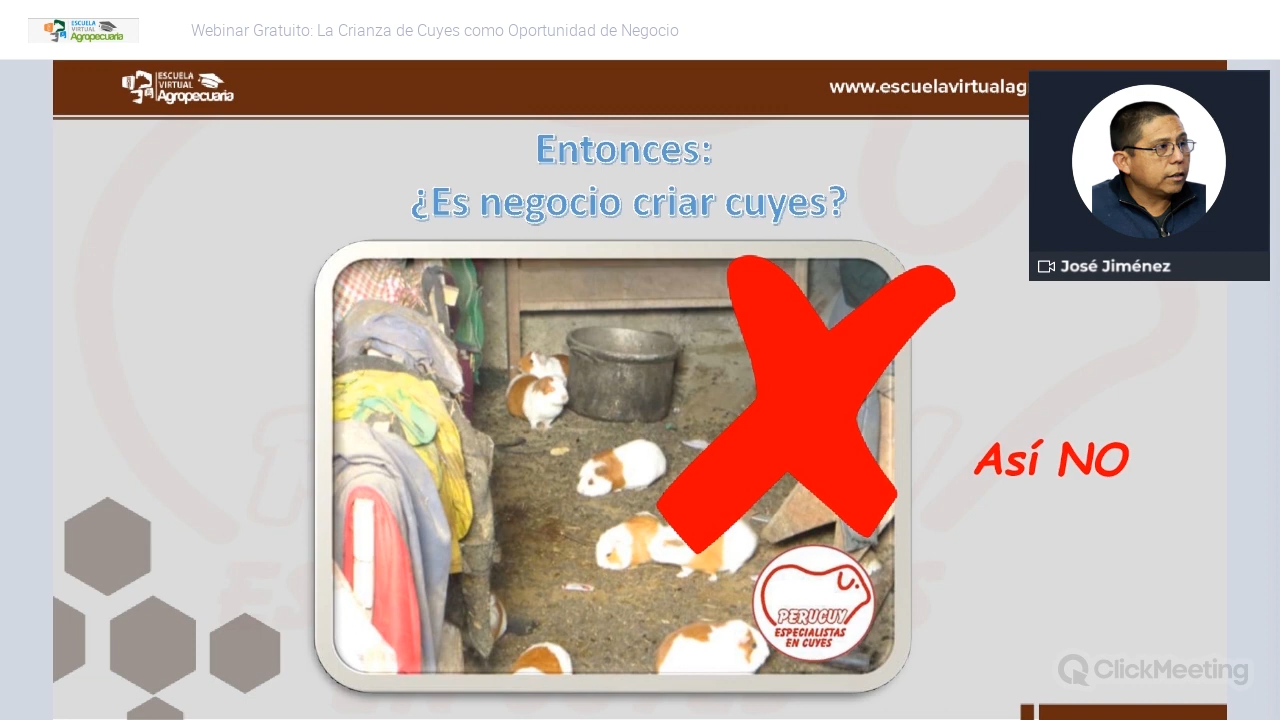 ESCUELA
VIRTUAL
Agropecuaria
Webinar Gratuito: La Crianza de Cuyes como Oportunidad de Negocio
ESCUELA
VIRTUAL
Agropecuaria
www.escuelavirtualag
Entonces:
¿Es negocio criar cuyes?
José Jiménez
Así NO
PERUCUY
ESPECIALISTAS
EN CUYES
ClickMeeting